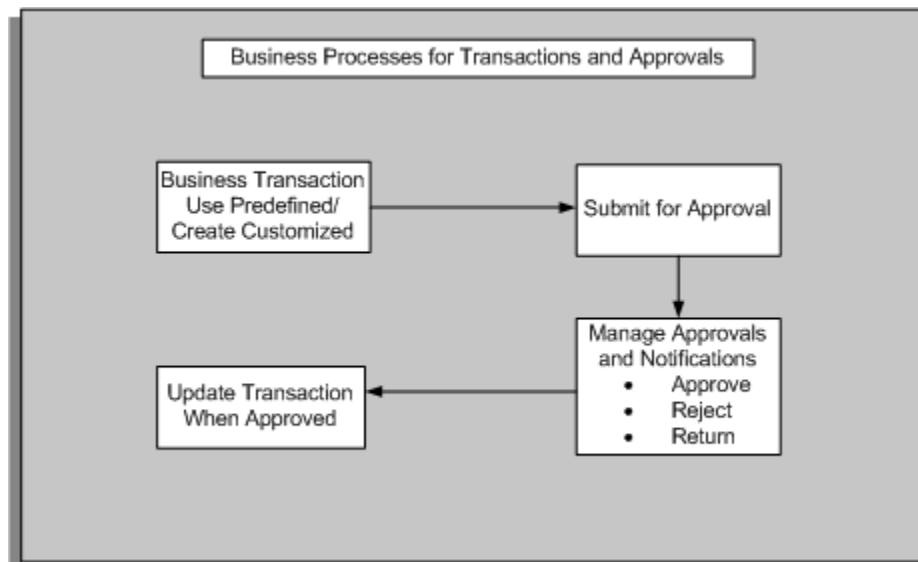 Business Processes for Transactions and Approvals
Business Transaction
Use Predefined/
Create Customized
Submit for Approval
Manage Approvals
and Notifications
• Approve
• Reject
• Return
Update Transaction
When Approved